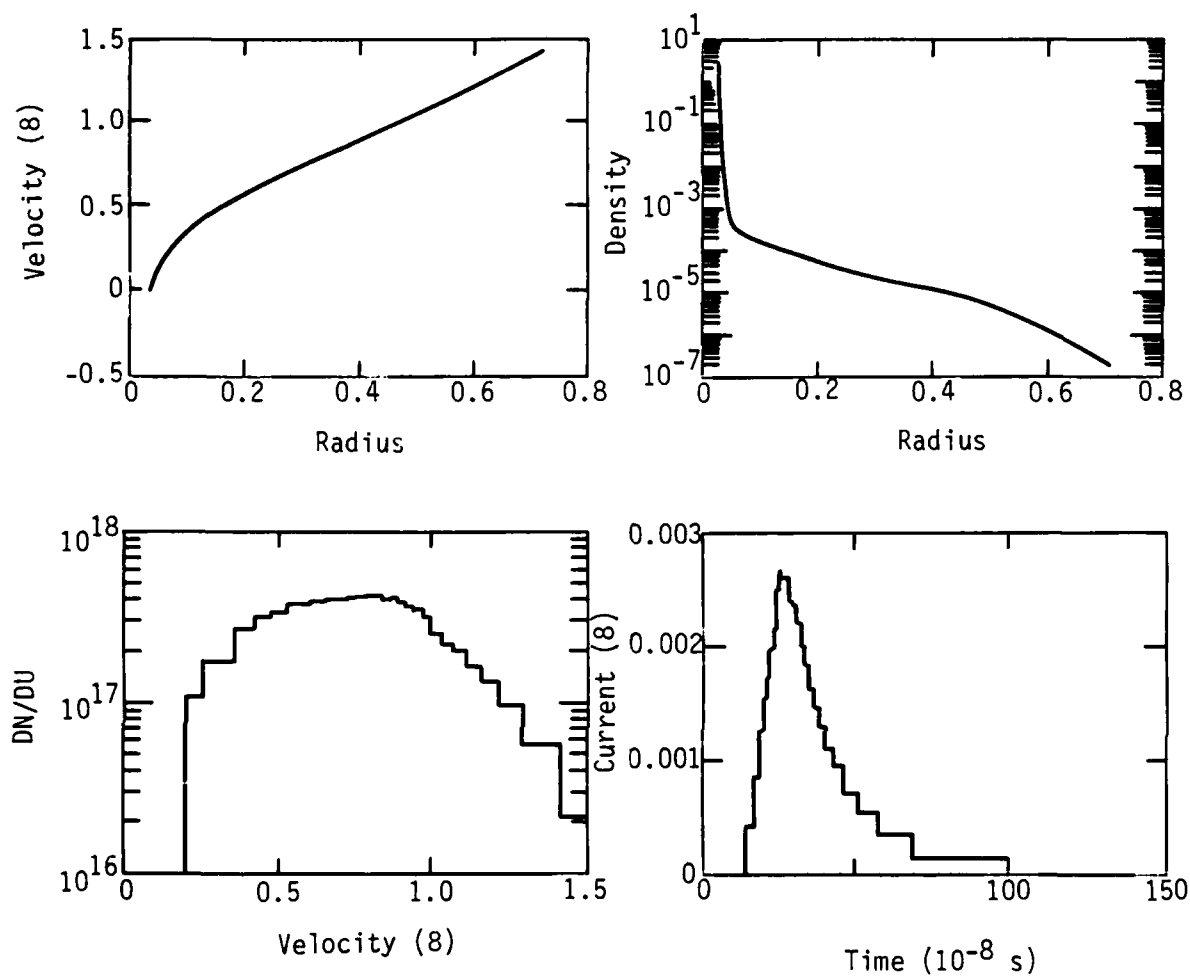 1.5
1.0
0.5
0
-0.5
Velocity (8)
0 0.2 0.4 0.6 0.8
Radius
10^1
10^-1
10^-3
10^-5
10^-7
Density
0 0.2 0.4 0.6 0.8
Radius
10^18
10^17
10^16
DN/DU
0 0.5 1.0 1.5
Velocity (8)
0.003
0.002
0.001
0
Current (8)
0 100 150
Time (10^-8 s)